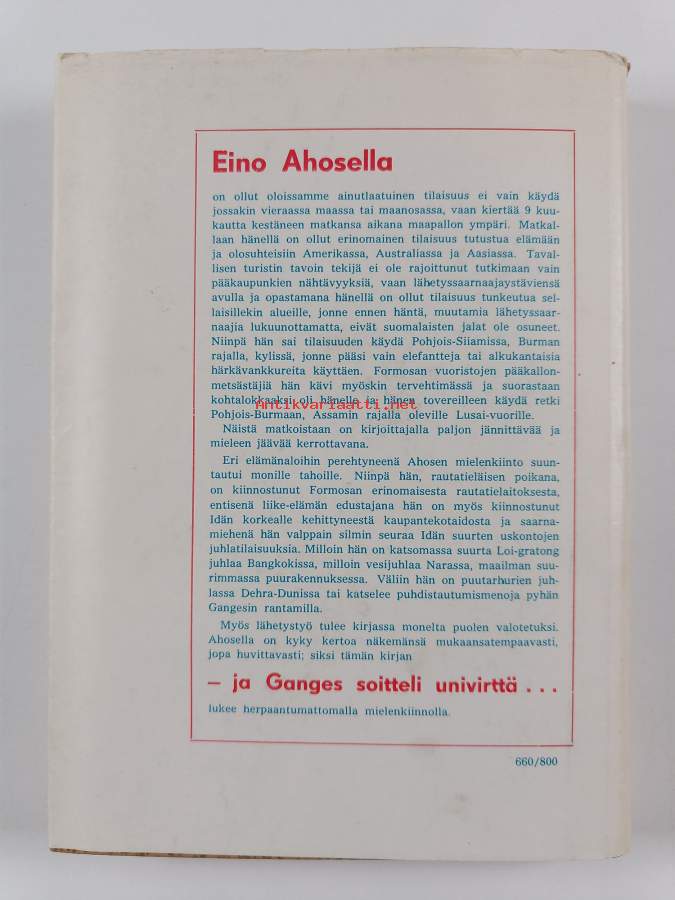 Eino Ahosella
on ollut oloissamme ainutlaatuinen tilaisuus ei vain käydä
jossakin vieraassa maassa tai maanosassa, vaan kiertää 9 kuu-
kautta kestäneen matkansa aikana maapallon ympäri. Matkal-
laan hänellä on ollut erinomainen tilaisuus tutustua elämään
ja olosuhteisiin Amerikassa, Australiassa ja Aasiassa. Taval-
lisen turistin tavoin tekijä ei ole rajoittunut tutkimaan vain
pääkaupunkien nähtävyyksiä, vaan lähetyssaarnaajaystäviensä
avulla ja opastamana hänellä on ollut tilaisuus tunkeutua sel-
laisillekin alueille, jonne ennen häntä, muutamia lähetyssaar-
naajia lukuunottamatta, eivät suomalaisten jalat ole osuneet.
Niinpä hän sai tilaisuuden käydä Pohjois-Siiamissa, Burman
rajalla, kylissä, jonne pääsi vain elefantteja tai alkukantaisia
härkävankkureita käyttäen. Formosan vuoristojen pääkallon-
metsästäjiä hän kävi myöskin tervehtimässä ja suorastaan
kohtalokkaaksi oli hänelle ja hänen tovereilleen käydä retki
Antikvariaatti.net
Pohjois-Burmaan, Assamin rajalla oleville Lusai-vuorille.
Näistä matkoistaan on kirjoittajalla paljon jännittävää ja
mieleen jäävää kerrottavana.
Eri elämänaloihin perehtyneenä Ahosen mielenkiinto suun-
tautui monille tahoille. Niinpä hän, rautatieläisen poikana,
on kiinnostunut Formosan erinomaisesta rautatielaitoksesta,
entisenä liike-elämän edustajana hän on myös kiinnostunut
Idän korkealle kehittyneestä kaupantekotaidosta ja saarna-
miehenä hän valppain silmin seuraa Idän suurten uskontojen
juhlatilaisuuksia. Milloin hän on katsomassa suurta Loi-gratong
juhlaa Bangkokissa, milloin vesijuhlaa Narassa, maailman suu-
rimmassa puurakennuksessa. Väliin hän on puutarhurien juh-
lassa Dehra-Dunissa tai katselee puhdistautumismenoja pyhän
Gangesin rantamilla.
Myös lähetystyö tulee kirjassa monelta puolen valotetuksi.
Ahosella on kyky kertoa näkemänsä mukaansatempaavasti,
jopa huvittavasti; siksi tämän kirjan
– ja Ganges soitteli univirttä . . .
lukee herpaantumattomalla mielenkiinnolla.
660/800